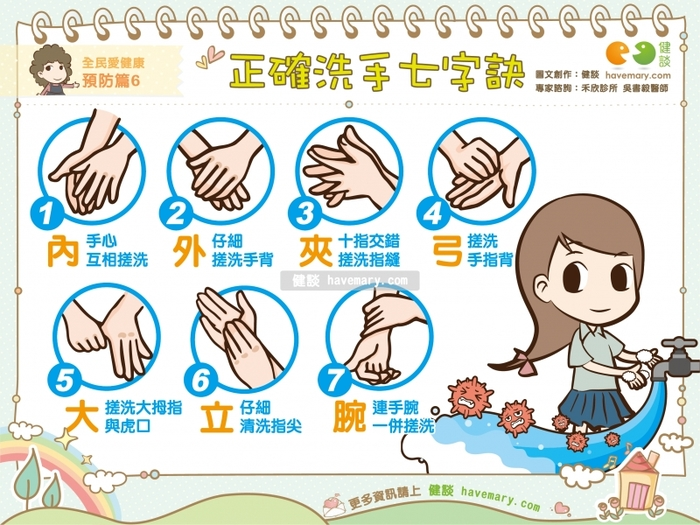 全民愛健康
預防篇6
正確洗手七字訣
健談
圖文創作：健談 havemary.com
專家諮詢：禾欣診所 吳書毅醫師
1
內 手心
互相搓洗
2
外 仔細
搓洗手背
3
夾 十指交錯
搓洗指縫
4
弓 搓洗
手指背
健談 havemary.com
5
大 搓洗大拇指
與虎口
6
立 仔細
清洗指尖
7
腕 連手腕
一併搓洗
更多資訊請上 健談 havemary.com